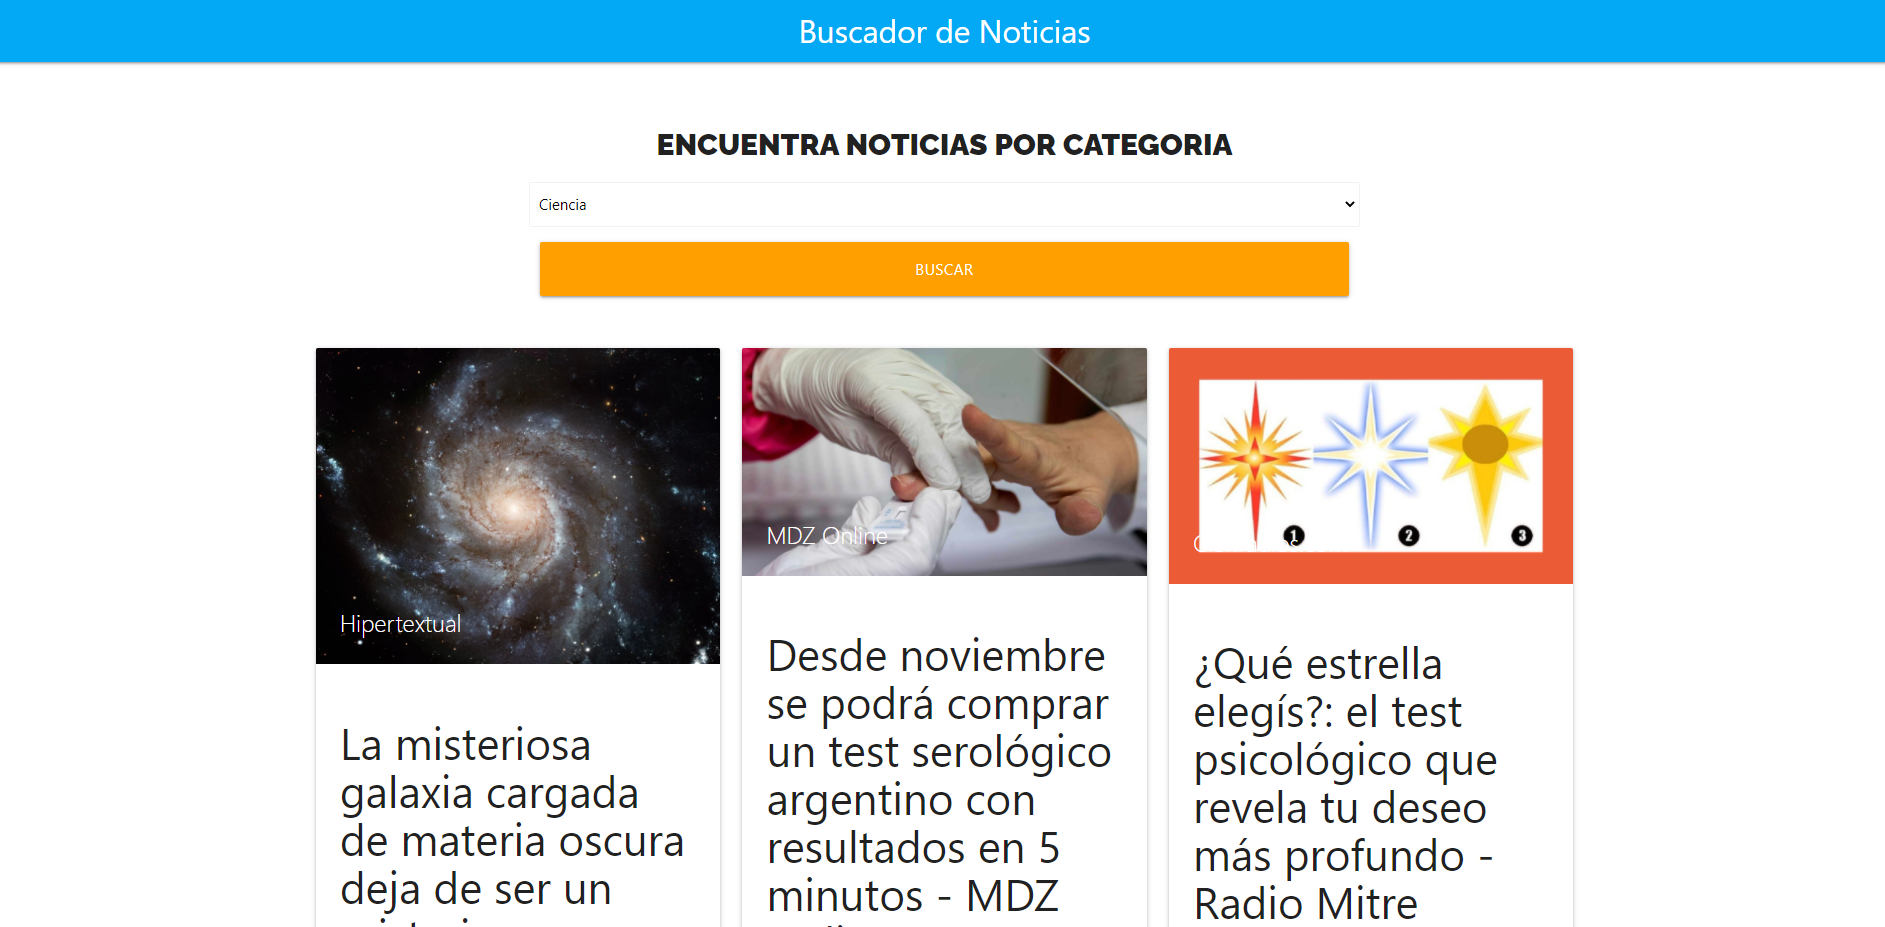 Buscador de Noticias
ENCUENTRA NOTICIAS POR CATEGORIA
Ciencia
BUSCAR
Hipertextual
La misteriosa
galaxia cargada
de materia oscura
deja de ser un
MDZ Online
Desde noviembre
se podrá comprar
un test serológico
argentino con
resultados en 5
minutos - MDZ
1
2
3
¿Qué estrella
elegís?: el test
psicológico que
revela tu deseo
más profundo -
Radio Mitre